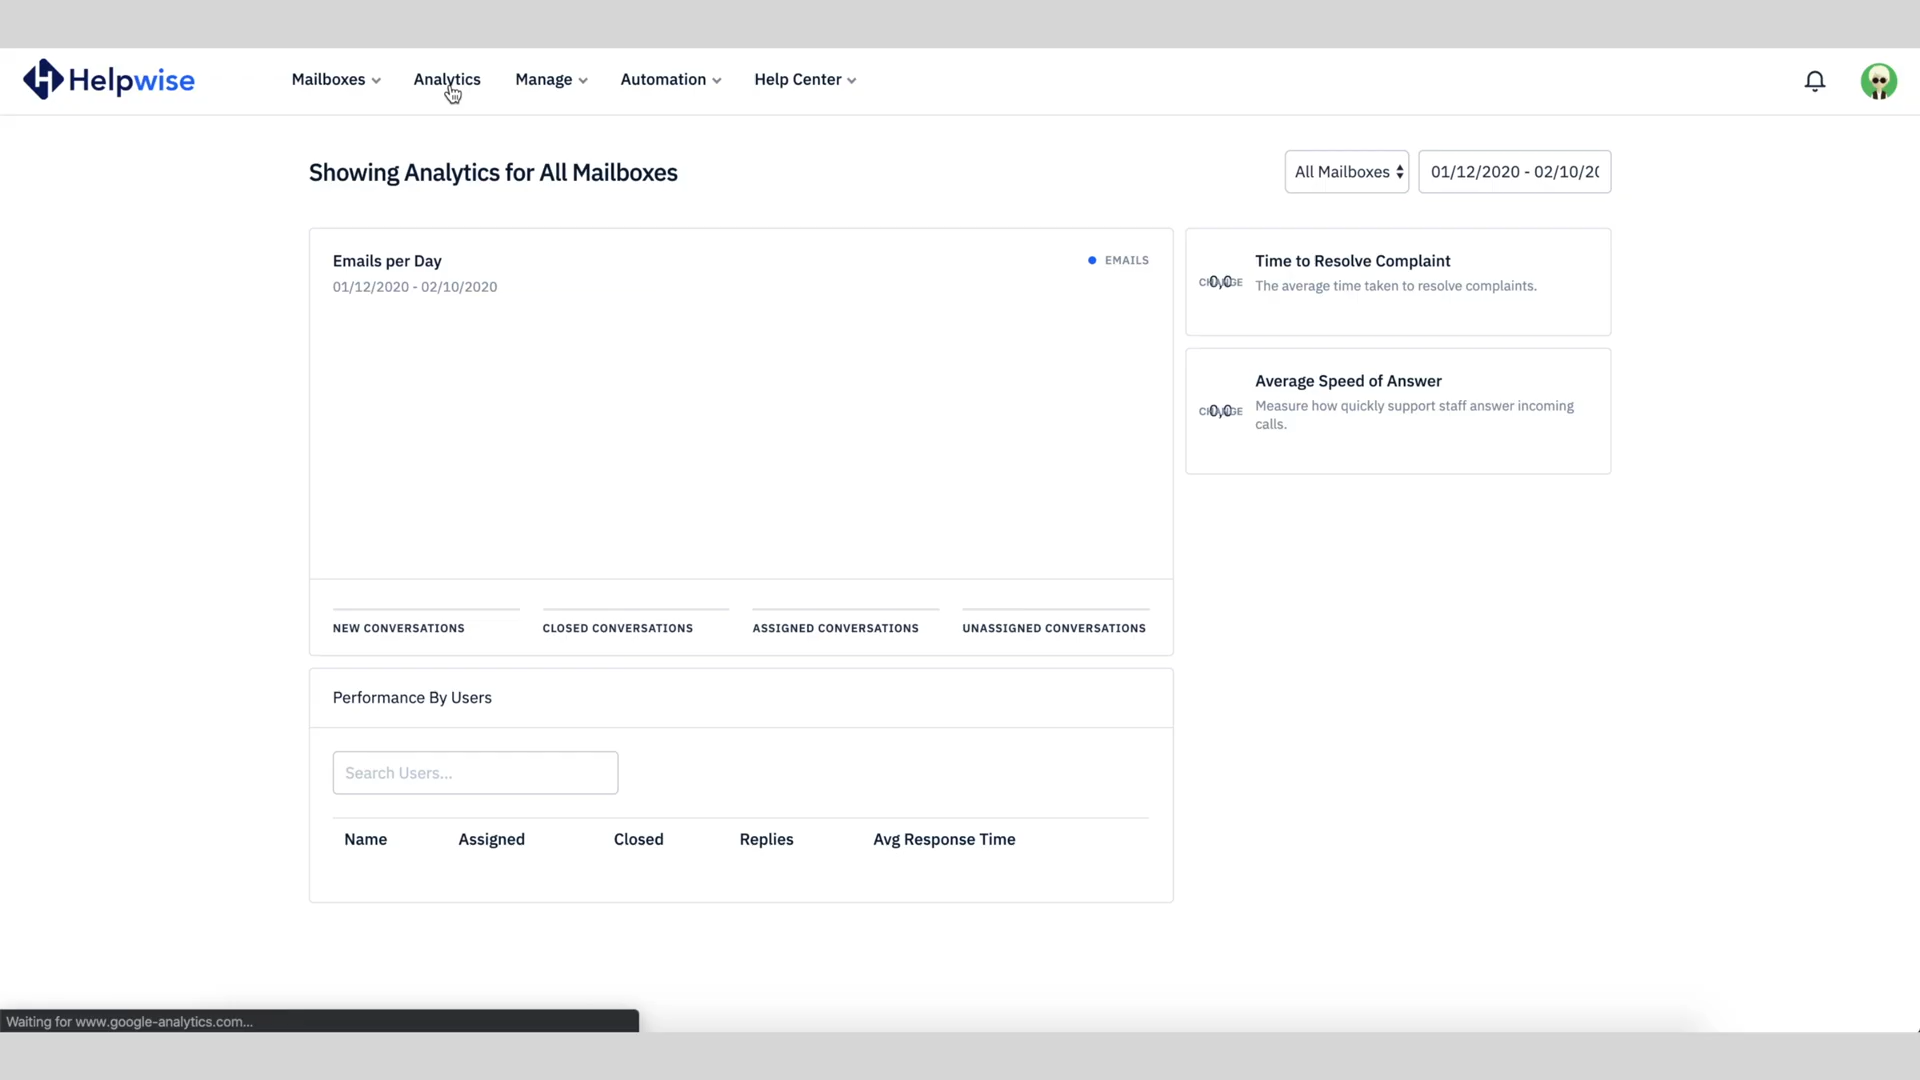 Helpwise
Mailboxes
Analytics
Manage
Automation
Help Center
Showing Analytics for All Mailboxes
All Mailboxes
01/12/2020 - 02/10/20
Emails per Day
EMAILS
01/12/2020 - 02/10/2020
NEW CONVERSATIONS
CLOSED CONVERSATIONS
ASSIGNED CONVERSATIONS
UNASSIGNED CONVERSATIONS
Time to Resolve Complaint
CHANGE
0,0
The average time taken to resolve complaints.
Average Speed of Answer
CHANGE
0,0
Measure how quickly support staff answer incoming
calls.
Performance By Users
Search Users...
Name Assigned Closed Replies Avg Response Time
Waiting for www.google-analytics.com...